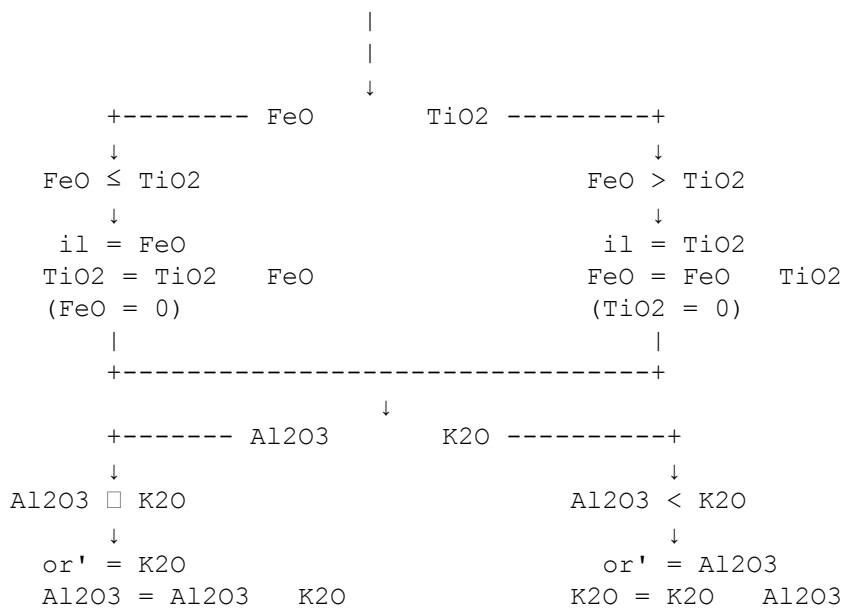 |
|
↓
+-------- FeO TiO2 ---------+
↓ ↓
FeO ≤ TiO2 FeO > TiO2
↓ ↓
il = FeO il = TiO2
TiO2 = TiO2 FeO FeO = FeO TiO2
(FeO = 0) (TiO2 = 0)
| |
+---------------------------------+
↓
+------- Al2O3 K2O ----------+
↓ ↓
Al2O3 □ K2O Al2O3 < K2O
↓ ↓
or' = K2O or' = Al2O3
Al2O3 = Al2O3 K2O K2O = K2O Al2O3